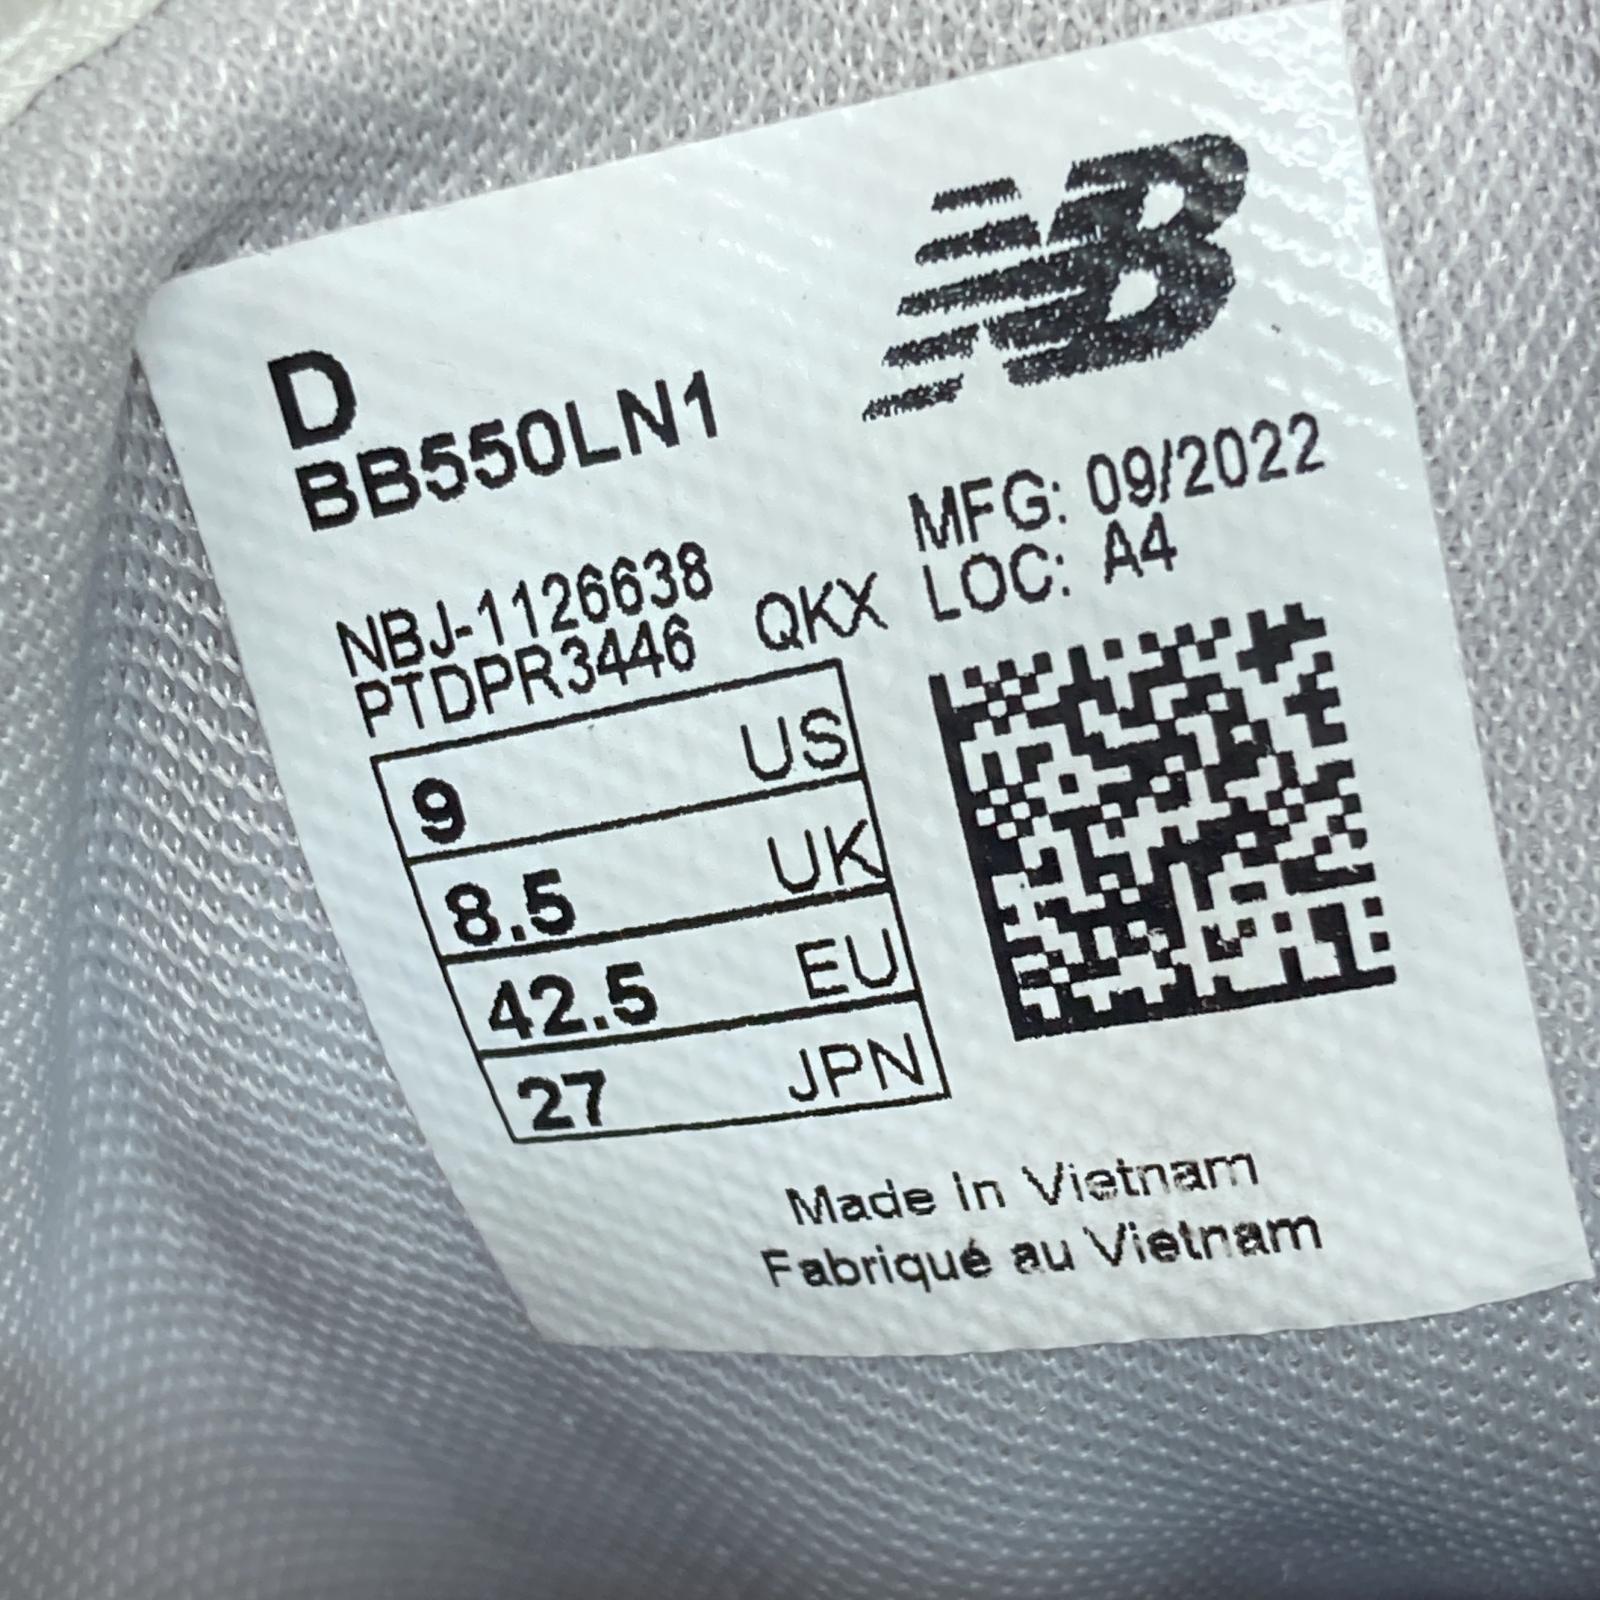 NB
D
BB550LN1
MFG: 09/2022
NBJ-1126638
LOC: A4
PTDPR3446 QKX
9 US
8.5 UK
42.5 EU
27 JPN
Made In Vietnam
Fabriqué au Vietnam